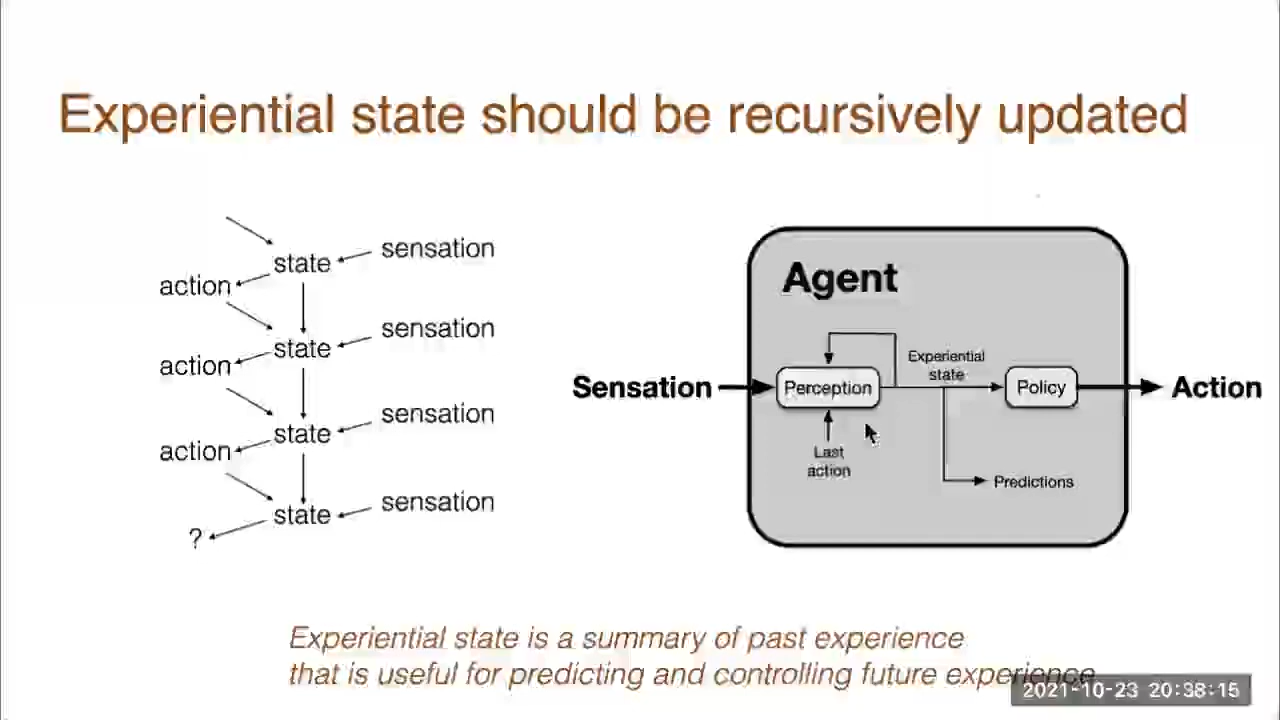 Experiential state should be recursively updated
sensation
state
action
sensation
state
action
sensation
state
action
sensation
state
?
Agent
Experiential
state
Sensation
Perception
Policy
Action
Last
action
Predictions
Experiential state is a summary of past experience
that is useful for predicting and controlling future experience
2021-10-23 20:38:15